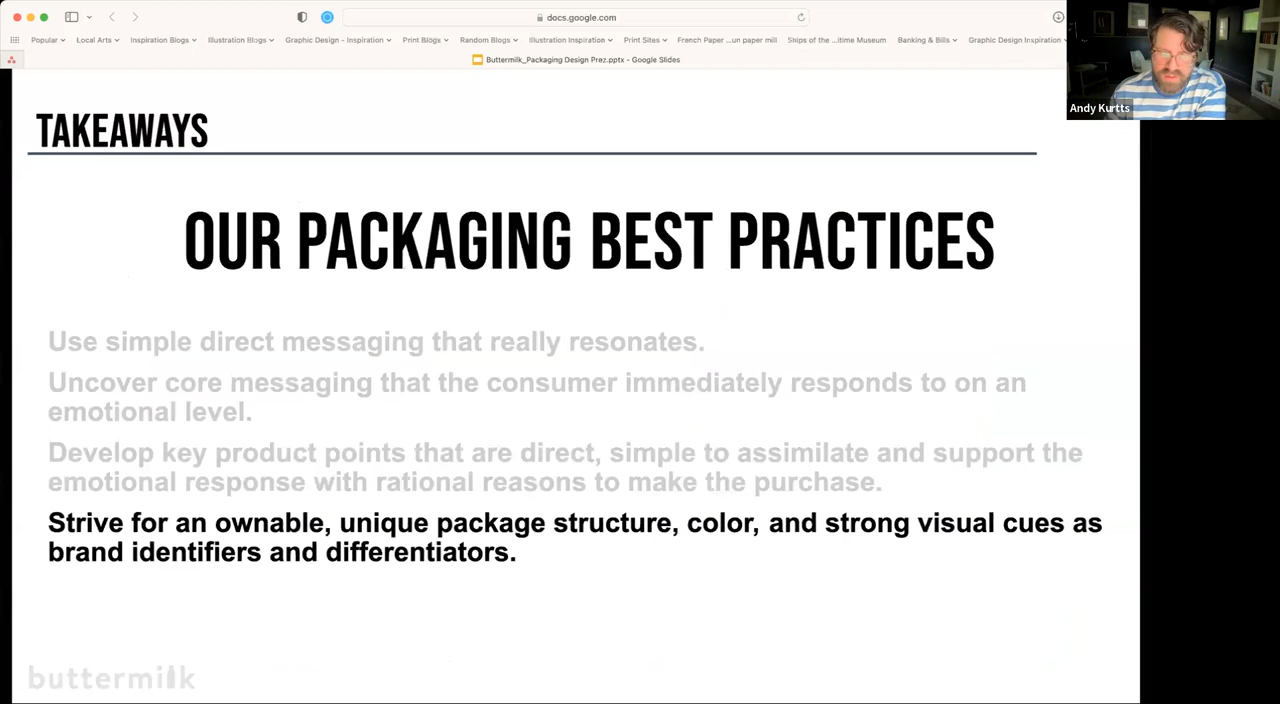 docs.google.com
Popular Local Arts Inspiration Blogs Illustration Blogs Graphic Design - Inspiration Print Blogs Random Blogs Illustration Inspiration Print Sites French Paper ...un paper mill Ships of the ...itime Museum Banking & Bills Graphic Design Inspiration
Buttermilk_Packaging Design Prez.pptx - Google Slides
Andy Kurtts
TAKEAWAYS
OUR PACKAGING BEST PRACTICES
Use simple direct messaging that really resonates.
Uncover core messaging that the consumer immediately responds to on an
emotional level.
Develop key product points that are direct, simple to assimilate and support the
emotional response with rational reasons to make the purchase.
Strive for an ownable, unique package structure, color, and strong visual cues as
brand identifiers and differentiators.
buttermilk